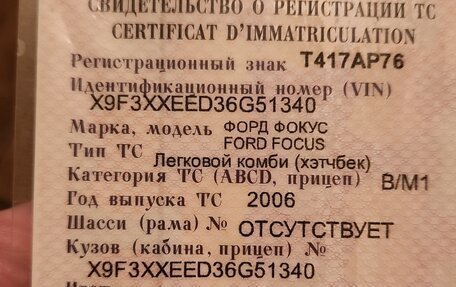 СВИДЕТЕЛЬСТВО О РЕГИСТРАЦИИ ТС
CERTIFICAT D'IMMATRICULATION
Регистрационный знак Т417АР76
Идентификационный номер (VIN)
X9F3XXEED36G51340
Марка, модель ФОРД ФОКУС
FORD FOCUS
Тип ТС Легковой комби (хэтчбек)
Категория ТС (ABCD, прицеп) B/M1
Год выпуска ТС 2006
Шасси (рама) № ОТСУТСТВУЕТ
Кузов (кабина, прицеп) №
X9F3XXEED36G51340